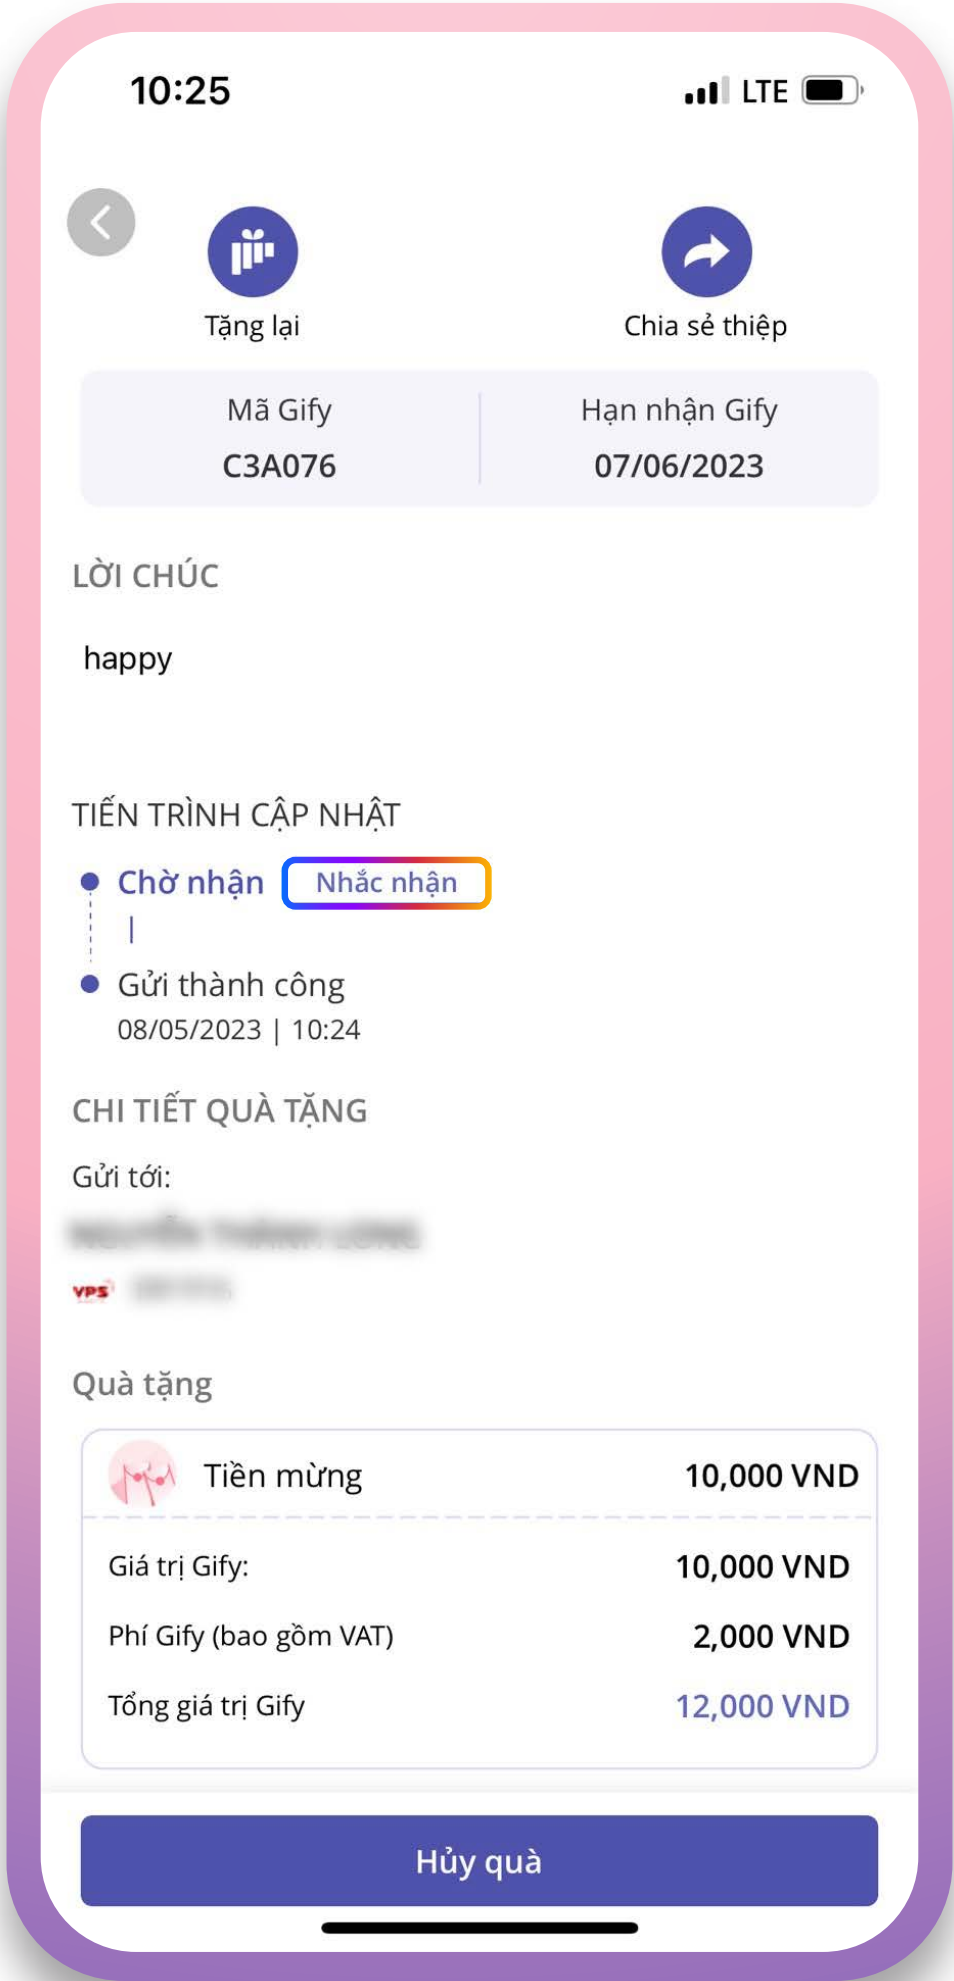 10:25 LTE
Tặng lại Chia sẻ thiệp
Mã Gify Hạn nhận Gify
C3A076 07/06/2023
LỜI CHÚC
happy
TIẾN TRÌNH CẬP NHẬT
Chờ nhận Nhắc nhận
|
Gửi thành công
08/05/2023 | 10:24
CHI TIẾT QUÀ TẶNG
Gửi tới:
VPS
Quà tặng
Tiền mừng 10,000 VND
Giá trị Gify: 10,000 VND
Phí Gify (bao gồm VAT) 2,000 VND
Tổng giá trị Gify 12,000 VND
Hủy quà